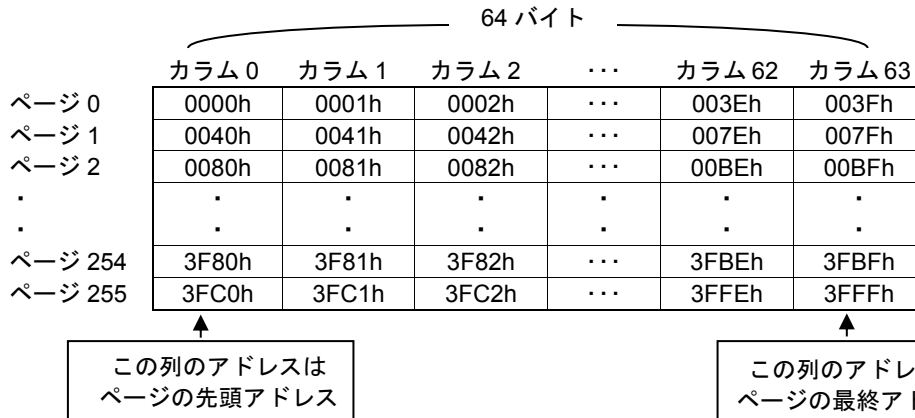 64 バイト
カラム 0 カラム 1 カラム 2 ・・・ カラム 62 カラム 63
ページ 0 0000h 0001h 0002h ・・・ 003Eh 003Fh
ページ 1 0040h 0041h 0042h ・・・ 007Eh 007Fh
ページ 2 0080h 0081h 0082h ・・・ 00BEh 00BFh
・ ・ ・ ・ ・ ・ ・
・ ・ ・ ・ ・ ・ ・
ページ 254 3F80h 3F81h 3F82h ・・・ 3FBEh 3FBFh
ページ 255 3FC0h 3FC1h 3FC2h ・・・ 3FFEh 3FFFh
この列のアドレスは
ページの先頭アドレス
この列のアドレ
ページの最終アド